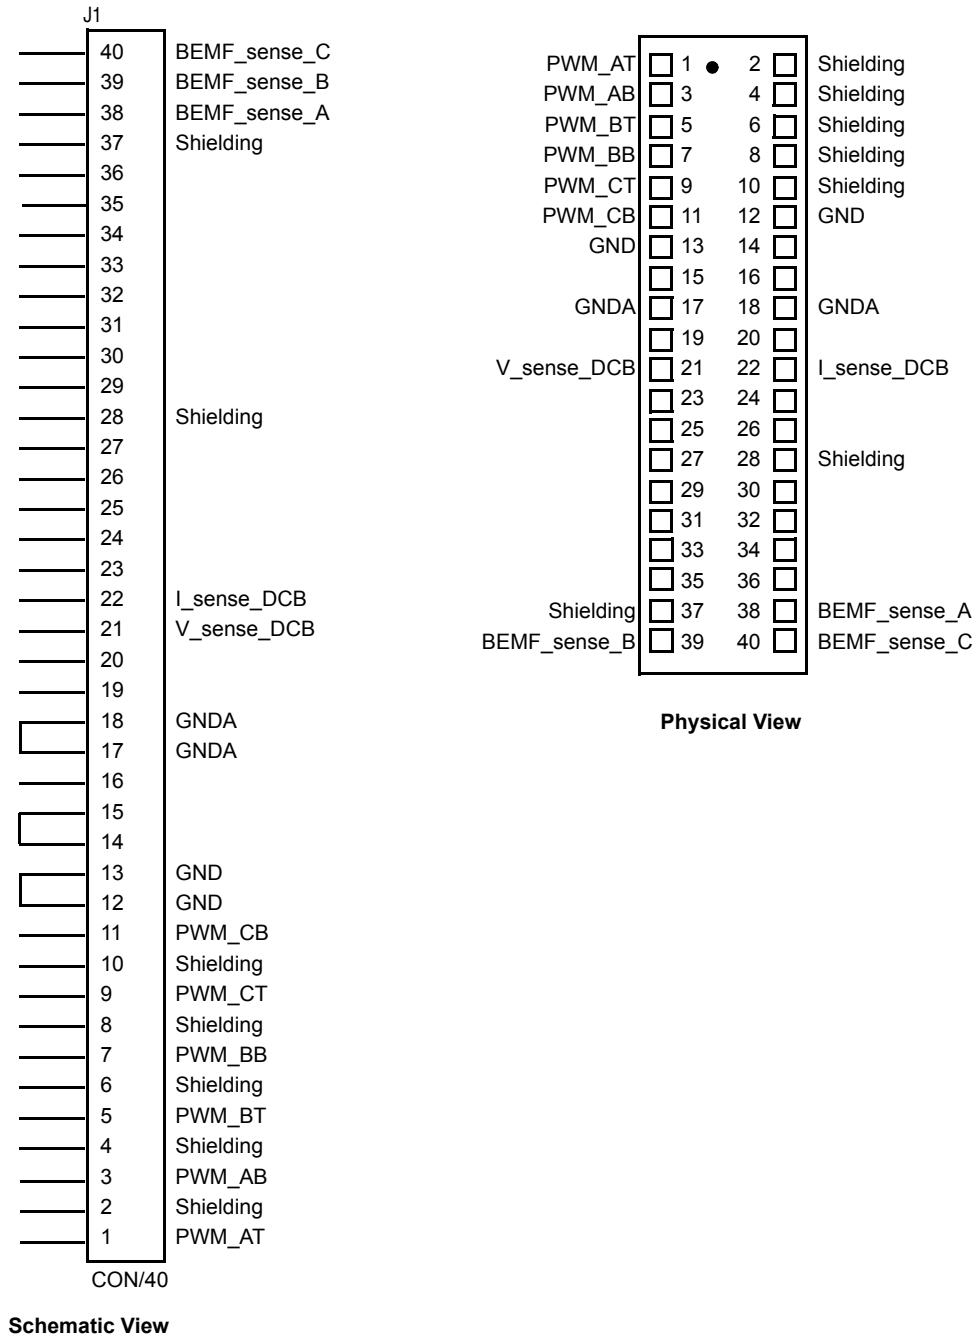 J1
40 BEMF_sense_C
39 BEMF_sense_B
38 BEMF_sense_A
37 Shielding
36
35
34
33
32
31
30
29
28 Shielding
27
26
25
24
23
22 I_sense_DCB
21 V_sense_DCB
20
19
18 GNDA
17 GNDA
16
15
14
13 GND
12 GND
11 PWM_CB
10 Shielding
9 PWM_CT
8 Shielding
7 PWM_BB
6 Shielding
5 PWM_BT
4 Shielding
3 PWM_AB
2 Shielding
1 PWM_AT
CON/40
Schematic View
PWM_AT 1 2 Shielding
PWM_AB 3 4 Shielding
PWM_BT 5 6 Shielding
PWM_BB 7 8 Shielding
PWM_CT 9 10 Shielding
PWM_CB 11 12 GND
GND 13 14
15 16
GNDA 17 18 GNDA
19 20
V_sense_DCB 21 22 I_sense_DCB
23 24
25 26
27 28 Shielding
29 30
31 32
33 34
35 36
Shielding 37 38 BEMF_sense_A
BEMF_sense_B 39 40 BEMF_sense_C
Physical View